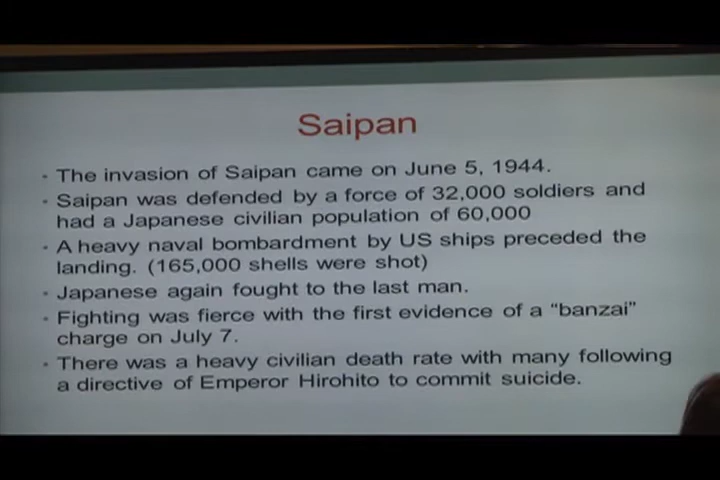 Saipan
• The invasion of Saipan came on June 5, 1944.
• Saipan was defended by a force of 32,000 soldiers and
had a Japanese civilian population of 60,000
• A heavy naval bombardment by US ships preceded the
landing. (165,000 shells were shot)
• Japanese again fought to the last man.
• Fighting was fierce with the first evidence of a “banzai”
charge on July 7.
• There was a heavy civilian death rate with many following
a directive of Emperor Hirohito to commit suicide.